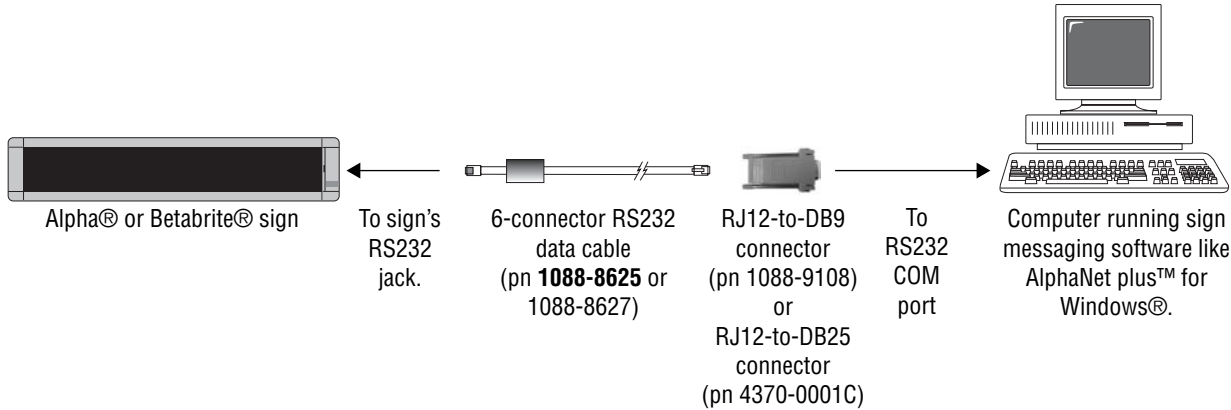 Alpha® or Betabrite® sign
To sign's
RS232
jack.
6-connector RS232
data cable
(pn 1088-8625 or
1088-8627)
RJ12-to-DB9
connector
(pn 1088-9108)
or
RJ12-to-DB25
connector
(pn 4370-0001C)
To
RS232
COM
port
Computer running sign
messaging software like
AlphaNet plus™ for
Windows®.